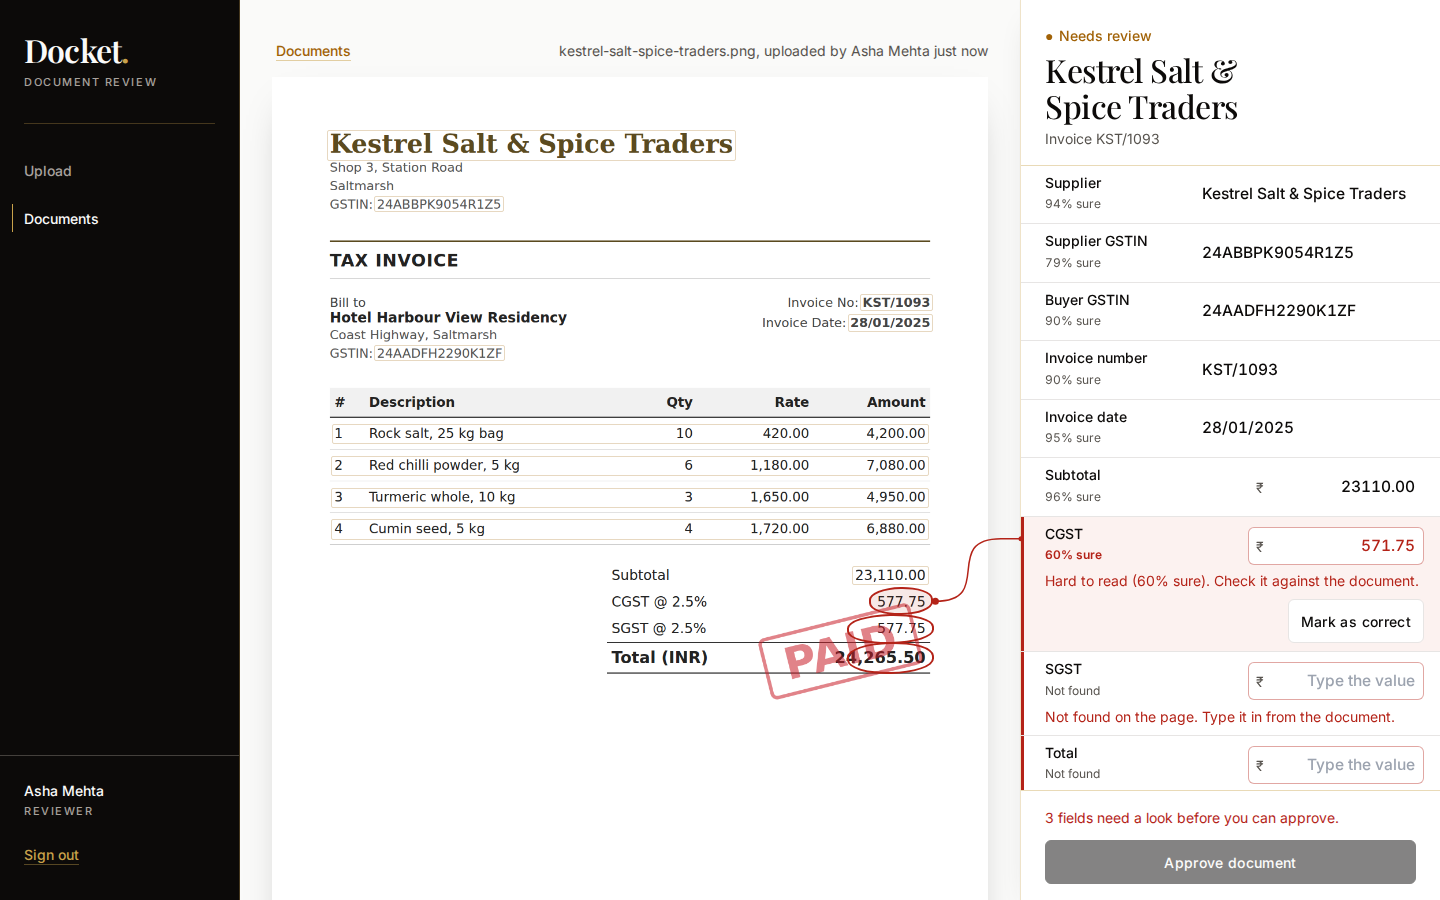 Docket.
DOCUMENT REVIEW
Upload
Documents
Asha Mehta
REVIEWER
Sign out
Documents
kestrel-salt-spice-traders.png, uploaded by Asha Mehta just now
Kestrel Salt & Spice Traders
Shop 3, Station Road
Saltmarsh
GSTIN: 24ABBPK9054R1Z5
TAX INVOICE
Bill to
Hotel Harbour View Residency
Coast Highway, Saltmarsh
GSTIN: 24AADFH2290K1ZF
Invoice No: KST/1093
Invoice Date: 28/01/2025
# Description Qty Rate Amount
1 Rock salt, 25 kg bag 10 420.00 4,200.00
2 Red chilli powder, 5 kg 6 1,180.00 7,080.00
3 Turmeric whole, 10 kg 3 1,650.00 4,950.00
4 Cumin seed, 5 kg 4 1,720.00 6,880.00
Subtotal 23,110.00
CGST @ 2.5% 577.75
SGST @ 2.5% 577.75
Total (INR) 24,265.50
PAID
● Needs review
Kestrel Salt &
Spice Traders
Invoice KST/1093
Supplier
94% sure
Kestrel Salt & Spice Traders
Supplier GSTIN
79% sure
24ABBPK9054R1Z5
Buyer GSTIN
90% sure
24AADFH2290K1ZF
Invoice number
90% sure
KST/1093
Invoice date
95% sure
28/01/2025
Subtotal
96% sure
₹ 23110.00
CGST
60% sure
₹ 571.75
Hard to read (60% sure). Check it against the document.
Mark as correct
SGST
Not found
₹ Type the value
Not found on the page. Type it in from the document.
Total
Not found
₹ Type the value
3 fields need a look before you can approve.
Approve document